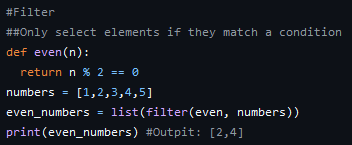 #Filter
##Only select elements if they match a condition
def even(n):
  return n % 2 == 0
numbers = [1,2,3,4,5]
even_numbers = list(filter(even, numbers))
print(even_numbers) #Outpit: [2,4]